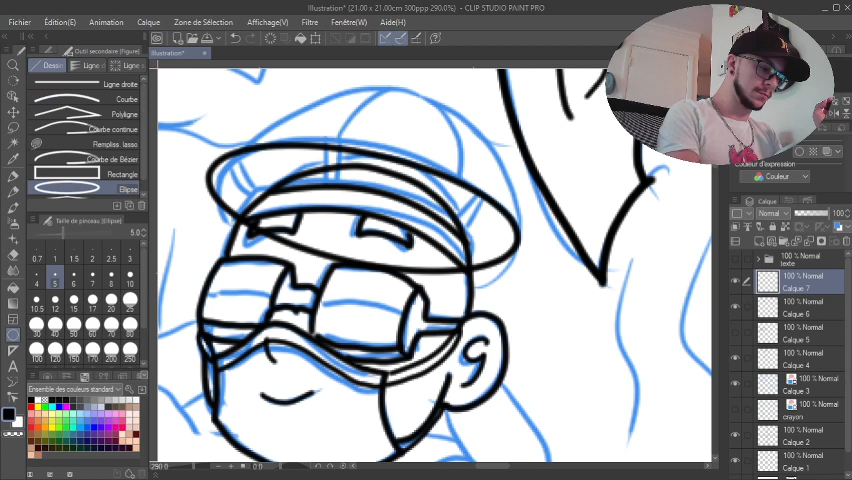 Illustration* (21.00 x 21.00cm 300ppp 290.0%) - CLIP STUDIO PAINT PRO
Fichier Édition(E) Animation Calque Zone de Sélection Affichage(V) Filtre Fenêtre(W) Aide(H)
Outil secondaire [Figure]
Illustration*
Dessin Ligne d Ligne
Ligne droite
Courbe
Polyligne
Courbe continue
Rempliss. lasso
Courbe de Bézier
Rectangle
Ellipse
Taille de pinceau [Ellipse]
5.0
0.7 1 2 2.5 3
4 5 6 7 8 10
10.5 12 15 17 20 25
30 40 50 60 70 80
100 120 150 170 200 250
Ensemble des couleurs standard
290.0 0.0
Couleur d'expression
Couleur
Calque
Normal 100
100 % Normal
texte
100 % Normal
Calque 7
100 % Normal
Calque 6
100 % Normal
Calque 5
100 % Normal
Calque 4
100 % Normal
Calque 3
100 % Normal
crayon
100 % Normal
Calque 2
100 % Normal
Calque 1